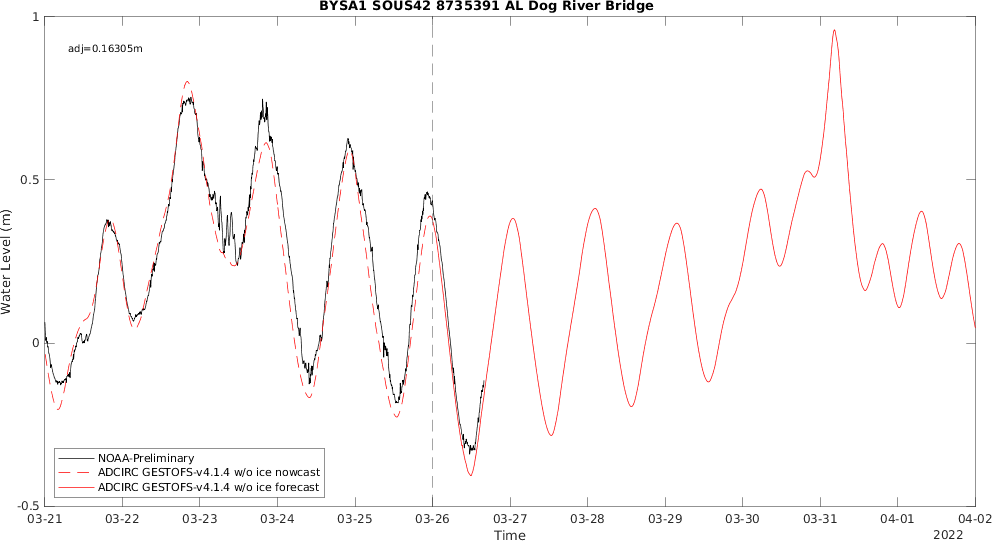 BYSA1 SOUS42 8735391 AL Dog River Bridge
adj=0.16305m
1
0.5
0
-0.5
Water Level (m)
NOAA-Preliminary
ADCIRC GESTOFS-v4.1.4 w/o ice nowcast
ADCIRC GESTOFS-v4.1.4 w/o ice forecast
03-21 03-22 03-23 03-24 03-25 03-26 03-27 03-28 03-29 03-30 03-31 04-01 04-02
Time
2022